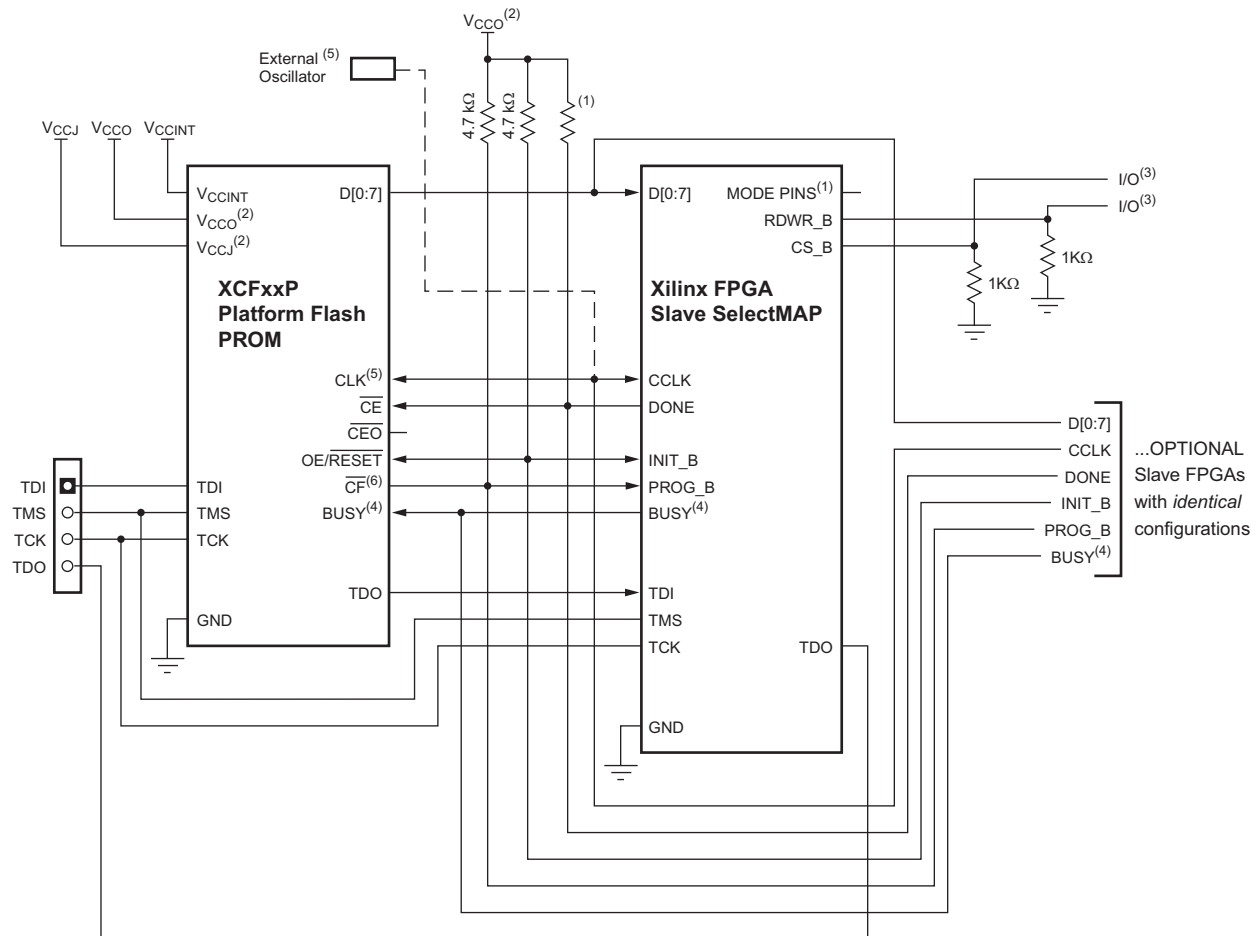 VCCO(2)
External (5)
Oscillator
4.7 kΩ
4.7 kΩ
(1)
VCCJ VCCO VCCINT
VCCINT
VCCO(2)
VCCJ(2)
D[0:7]
XCFxxP
Platform Flash
PROM
CLK(5)
CE
CEO
OE/RESET
CF(6)
BUSY(4)
TDI
TMS
TCK
TDO
GND
TDI
TMS
TCK
TDO
D[0:7]
MODE PINS(1)
RDWR_B
CS_B
Xilinx FPGA
Slave SelectMAP
CCLK
DONE
INIT_B
PROG_B
BUSY(4)
TDI
TMS
TCK
TDO
GND
I/O(3)
I/O(3)
1KΩ
1KΩ
D[0:7]
CCLK
DONE
INIT_B
PROG_B
BUSY(4)
...OPTIONAL
Slave FPGAs
with identical
configurations